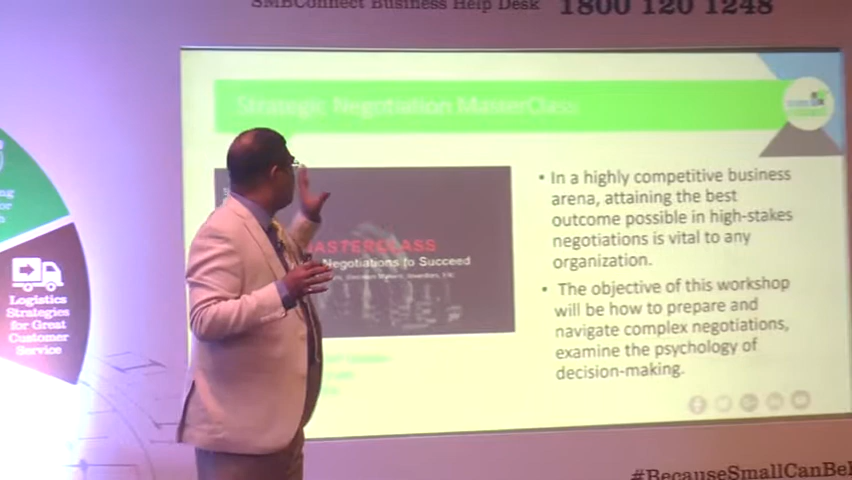 SMBConnect Business Help Desk 1800 120 1248
Strategic Negotiation MasterClass
MASTERCLASS
Negotiations to Succeed
• In a highly competitive business
arena, attaining the best
outcome possible in high-stakes
negotiations is vital to any
organization.
• The objective of this workshop
will be how to prepare and
navigate complex negotiations,
examine the psychology of
decision-making.
Logistics
Strategies
for Great
Customer
Service
#BecauseSmallCanBe